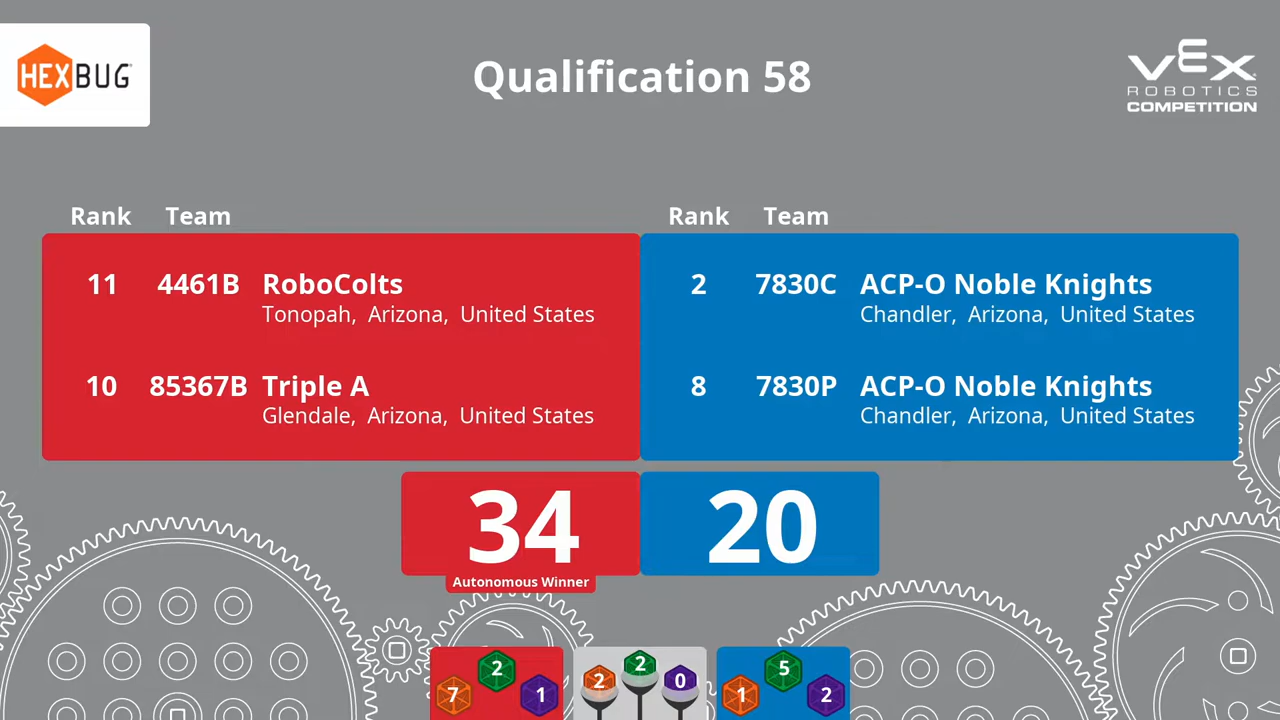 HEXBUG
Qualification 58
VEX
ROBOTICS
COMPETITION
Rank Team
11 4461B RoboColts
Tonopah, Arizona, United States
10 85367B Triple A
Glendale, Arizona, United States
Rank Team
2 7830C ACP-O Noble Knights
Chandler, Arizona, United States
8 7830P ACP-O Noble Knights
Chandler, Arizona, United States
34 20
Autonomous Winner
7 2 1
2 2 0
1 5 2